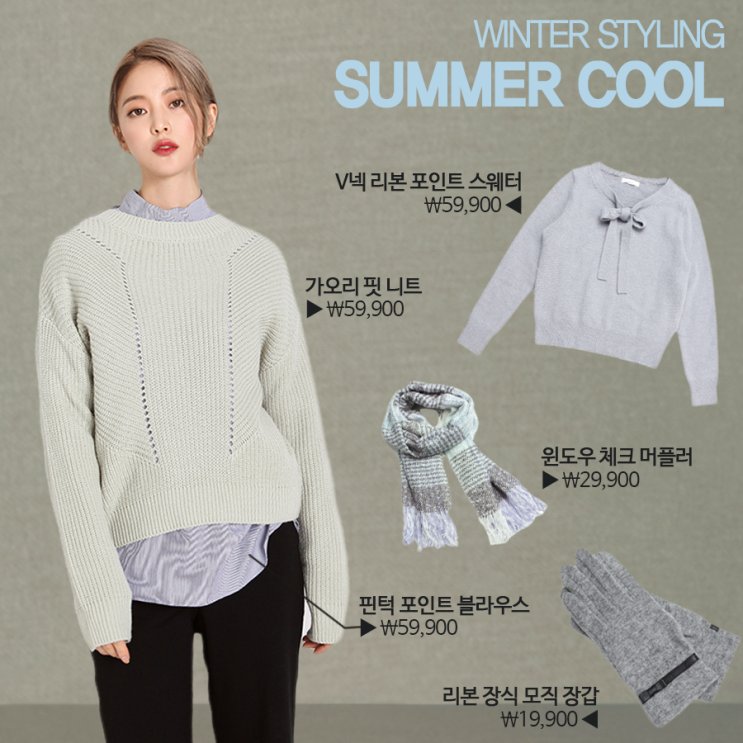 WINTER STYLING
SUMMER COOL
V넥 리본 포인트 스웨터
₩59,900 ◀
가오리 핏 니트
▶ ₩59,900
윈도우 체크 머플러
▶ ₩29,900
핀턱 포인트 블라우스
▶ ₩59,900
리본 장식 모직 장갑
₩19,900 ◀